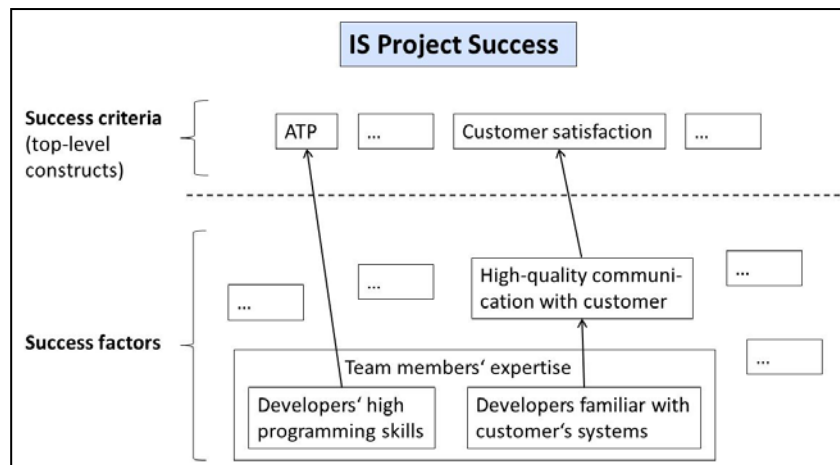 IS Project Success
Success criteria
(top-level
constructs)
ATP
...
Customer satisfaction
...
High-quality communi-
cation with customer
...
...
...
Success factors
Team members‘ expertise
...
Developers‘ high
programming skills
Developers familiar with
customer‘s systems